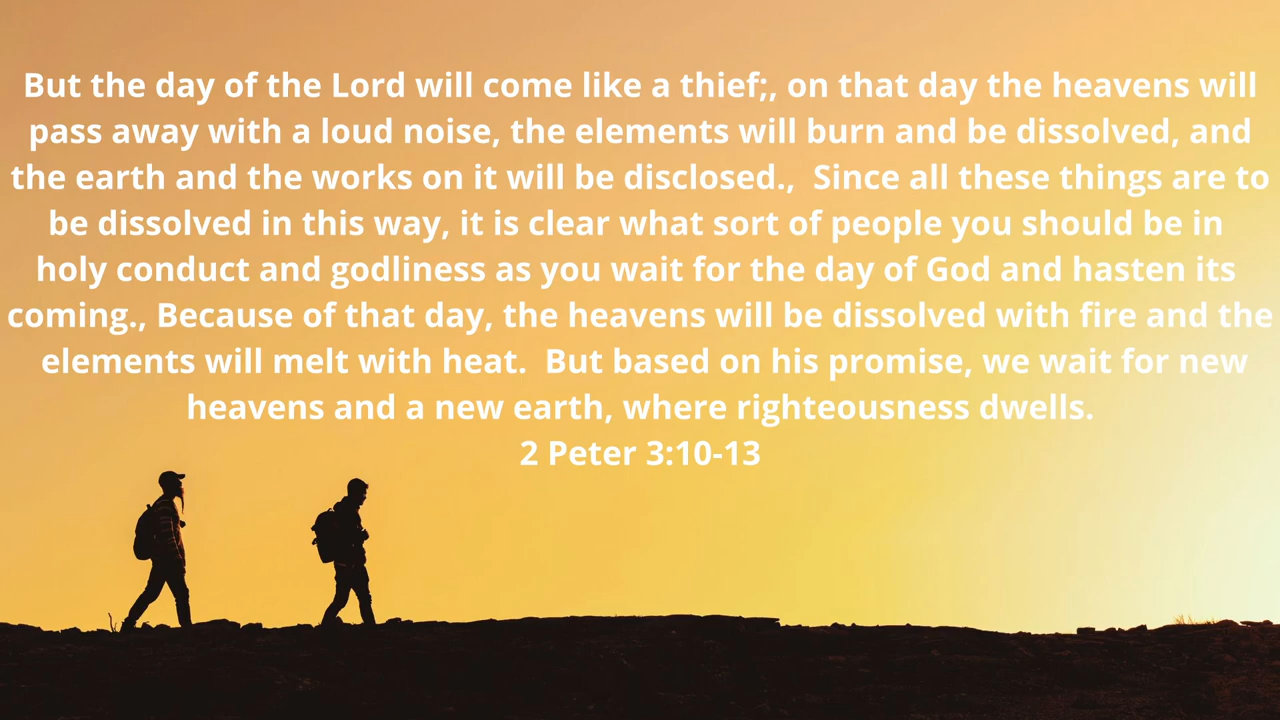 But the day of the Lord will come like a thief;, on that day the heavens will
pass away with a loud noise, the elements will burn and be dissolved, and
the earth and the works on it will be disclosed.,  Since all these things are to
be dissolved in this way, it is clear what sort of people you should be in
holy conduct and godliness as you wait for the day of God and hasten its
coming., Because of that day, the heavens will be dissolved with fire and the
elements will melt with heat.  But based on his promise, we wait for new
heavens and a new earth, where righteousness dwells.
2 Peter 3:10-13